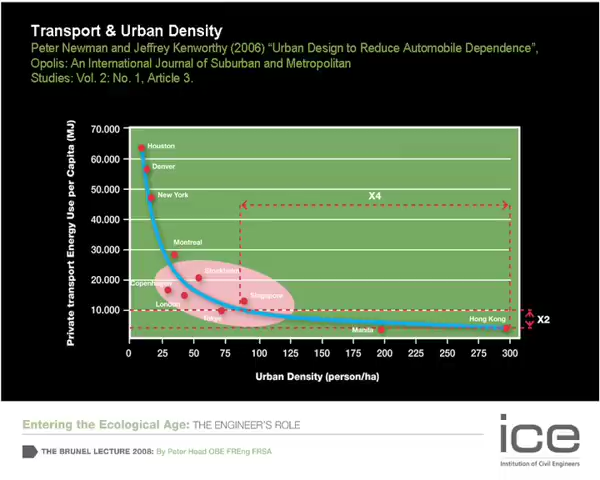 Transport & Urban Density
Peter Newman and Jeffrey Kenworthy (2006) “Urban Design to Reduce Automobile Dependence”,
Opolis: An International Journal of Suburban and Metropolitan
Studies: Vol. 2: No. 1, Article 3.
Private transport Energy Use per Capita (MJ)
70.000
60.000
50.000
40.000
30.000
20.000
10.000
Houston
Denver
New York
X4
Montreal
Stockholm
Copenhagen
Singapore
London
Tokyo
Hong Kong
Manila
X2
0 25 50 75 100 125 150 175 200 225 250 275 300
Urban Density (person/ha)
Entering the Ecological Age: THE ENGINEER'S ROLE
THE BRUNEL LECTURE 2008: By Peter Head OBE FREng FRSA
ice
Institution of Civil Engineers